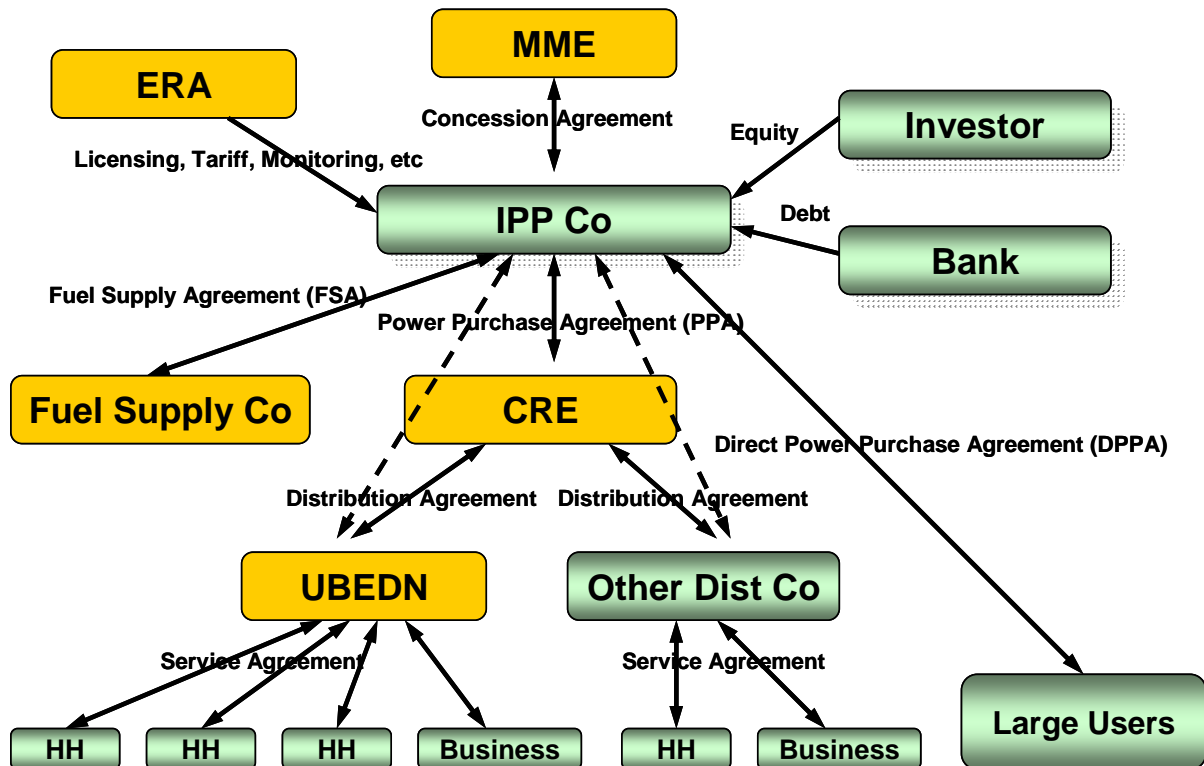 MME
ERA
Concession Agreement
Investor
Equity
Licensing, Tariff, Monitoring, etc
IPP Co
Debt
Bank
Fuel Supply Agreement (FSA)
Power Purchase Agreement (PPA)
Fuel Supply Co
CRE
Direct Power Purchase Agreement (DPPA)
Distribution Agreement
Distribution Agreement
UBEDN
Other Dist Co
Service Agreement
Service Agreement
Large Users
HH
HH
HH
Business
HH
Business